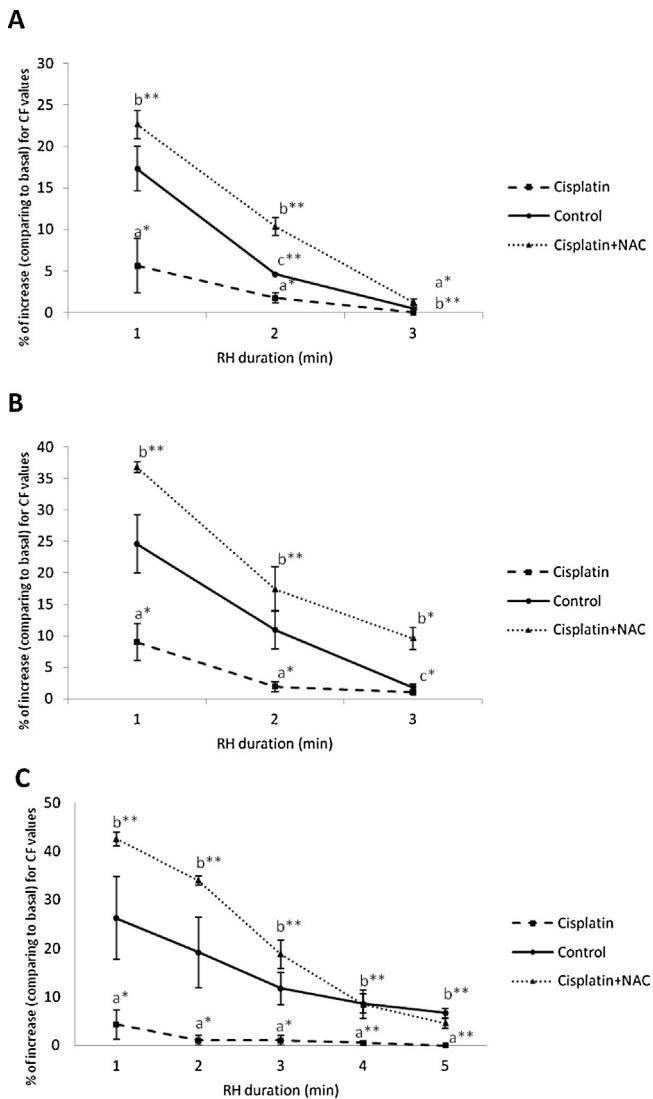 A
% of increase (comparing to basal) for CF values
30
25
20
15
10
5
0
b**
a*
b**
c**
a*
a*
b**
1 2 3
RH duration (min)
Cisplatin
Control
Cisplatin+NAC
B
% of increase (comparing to basal) for CF values
40
35
30
25
20
15
10
5
0
b**
a*
b**
a*
b*
c*
1 2 3
RH duration (min)
Cisplatin
Control
Cisplatin+NAC
C
% of increase (comparing to basal) for CF values
50
40
30
20
10
0
b**
a*
b**
a*
b**
a*
b**
a**
b**
a**
1 2 3 4 5
RH duration (min)
Cisplatin
Control
Cisplatin+NAC